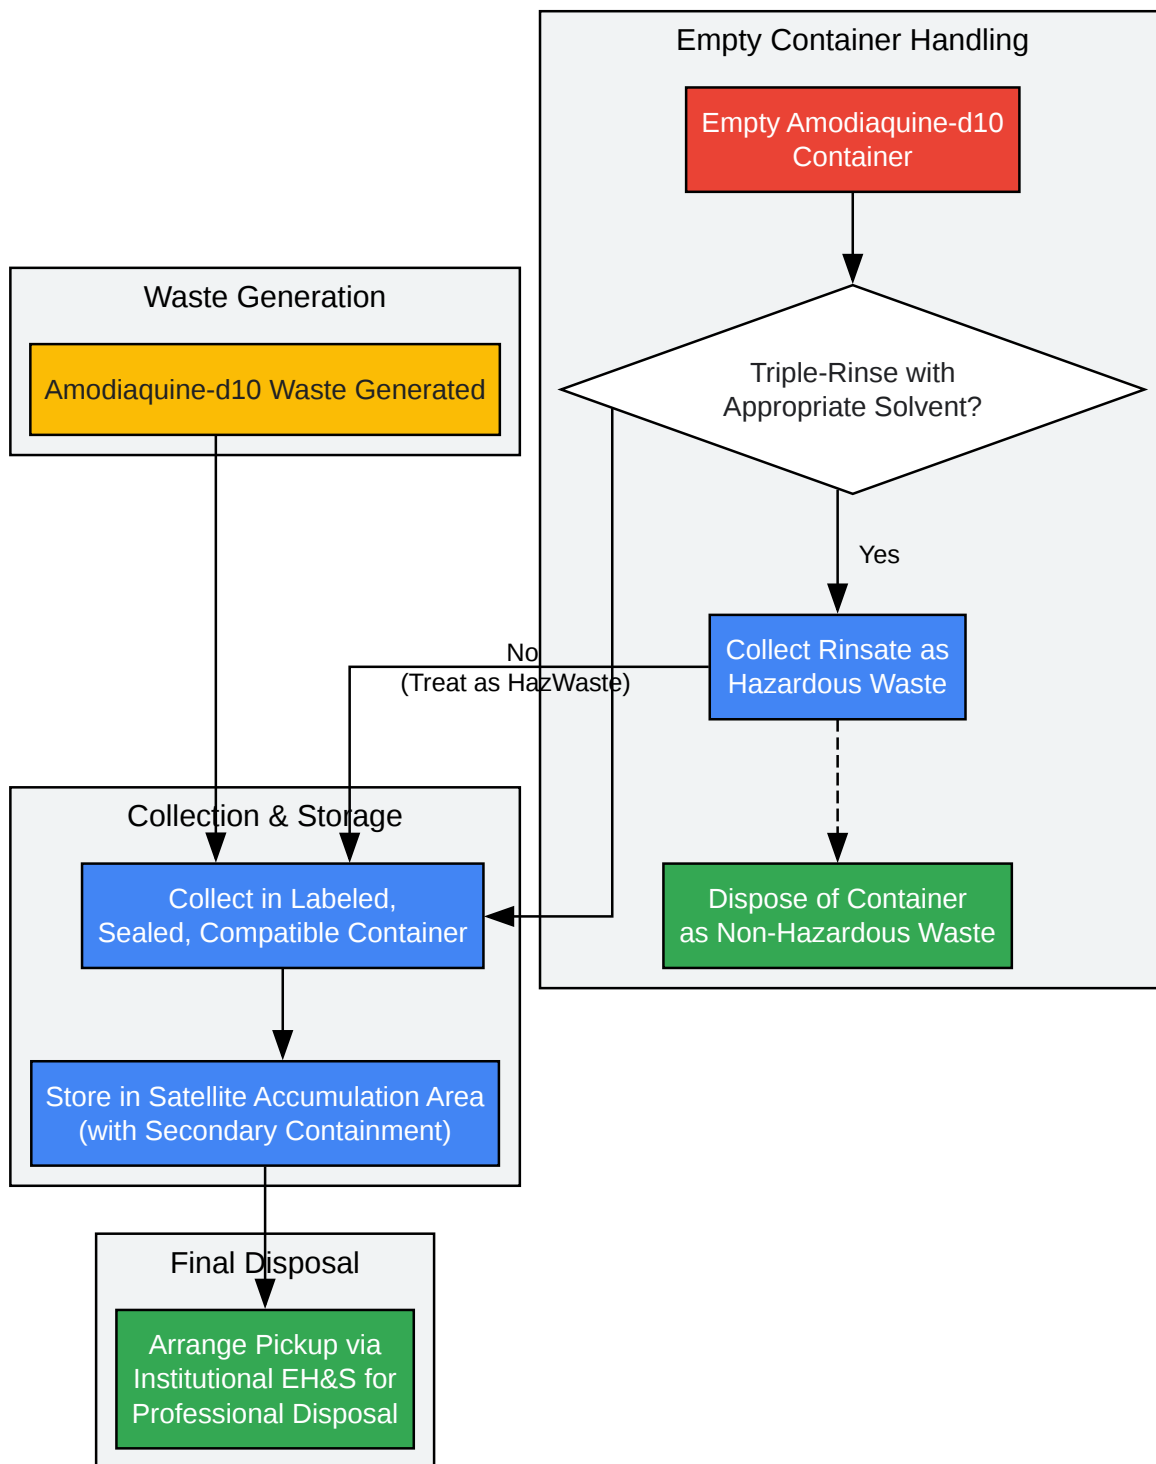 Empty Container Handling
Empty Amodiaquine-d10
Container
Waste Generation
Amodiaquine-d10 Waste Generated
Triple-Rinse with
Appropriate Solvent?
Yes
No
(Treat as HazWaste)
Collect Rinsate as
Hazardous Waste
Collection & Storage
Collect in Labeled,
Sealed, Compatible Container
Dispose of Container
as Non-Hazardous Waste
Store in Satellite Accumulation Area
(with Secondary Containment)
Final Disposal
Arrange Pickup via
Institutional EH&S for
Professional Disposal